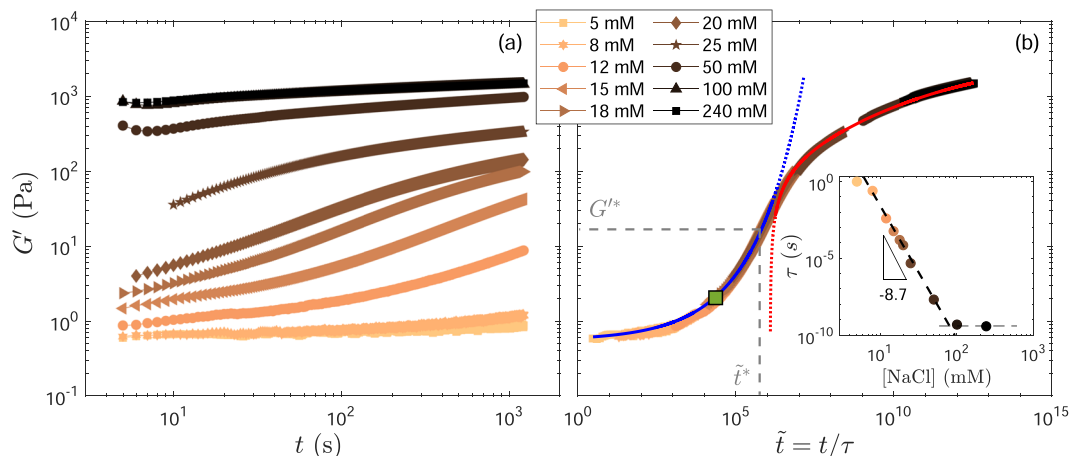 5 mM
8 mM
12 mM
15 mM
18 mM
20 mM
25 mM
50 mM
100 mM
240 mM
(a)
10^4
10^3
10^2
10^1
10^0
10^-1
G′ (Pa)
10^1
10^2
10^3
t (s)
(b)
G′*
t̃*
10^0
10^5
10^10
10^15
t̃ = t/τ
10^0
10^-5
10^-10
τ (s)
-8.7
10^1
10^2
10^3
[NaCl] (mM)